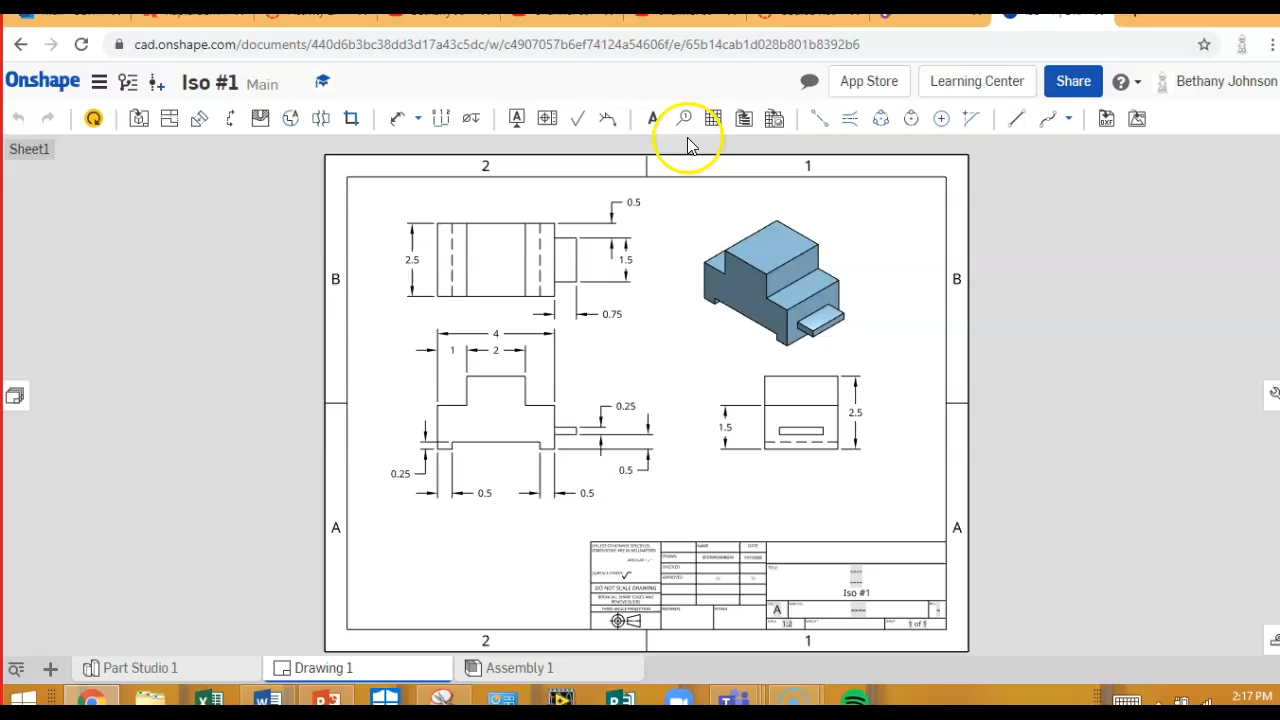 cad.onshape.com/documents/440d6b3bc38dd3d17a43c5dc/w/c4907057b6ef74124a54606f/e/65b14cab1d028b801b8392b6
Onshape
Iso #1 Main
App Store
Learning Center
Share
Bethany Johnson
Sheet1
2 1
0.5
2.5
1.5
B B
0.75
4
1 2
0.25
2.5
1.5
0.25
0.5
0.5 0.5
A A
DO NOT SCALE DRAWING
Iso #1
A
1:2
1 of 1
2 1
Part Studio 1
Drawing 1
Assembly 1
2:17 PM